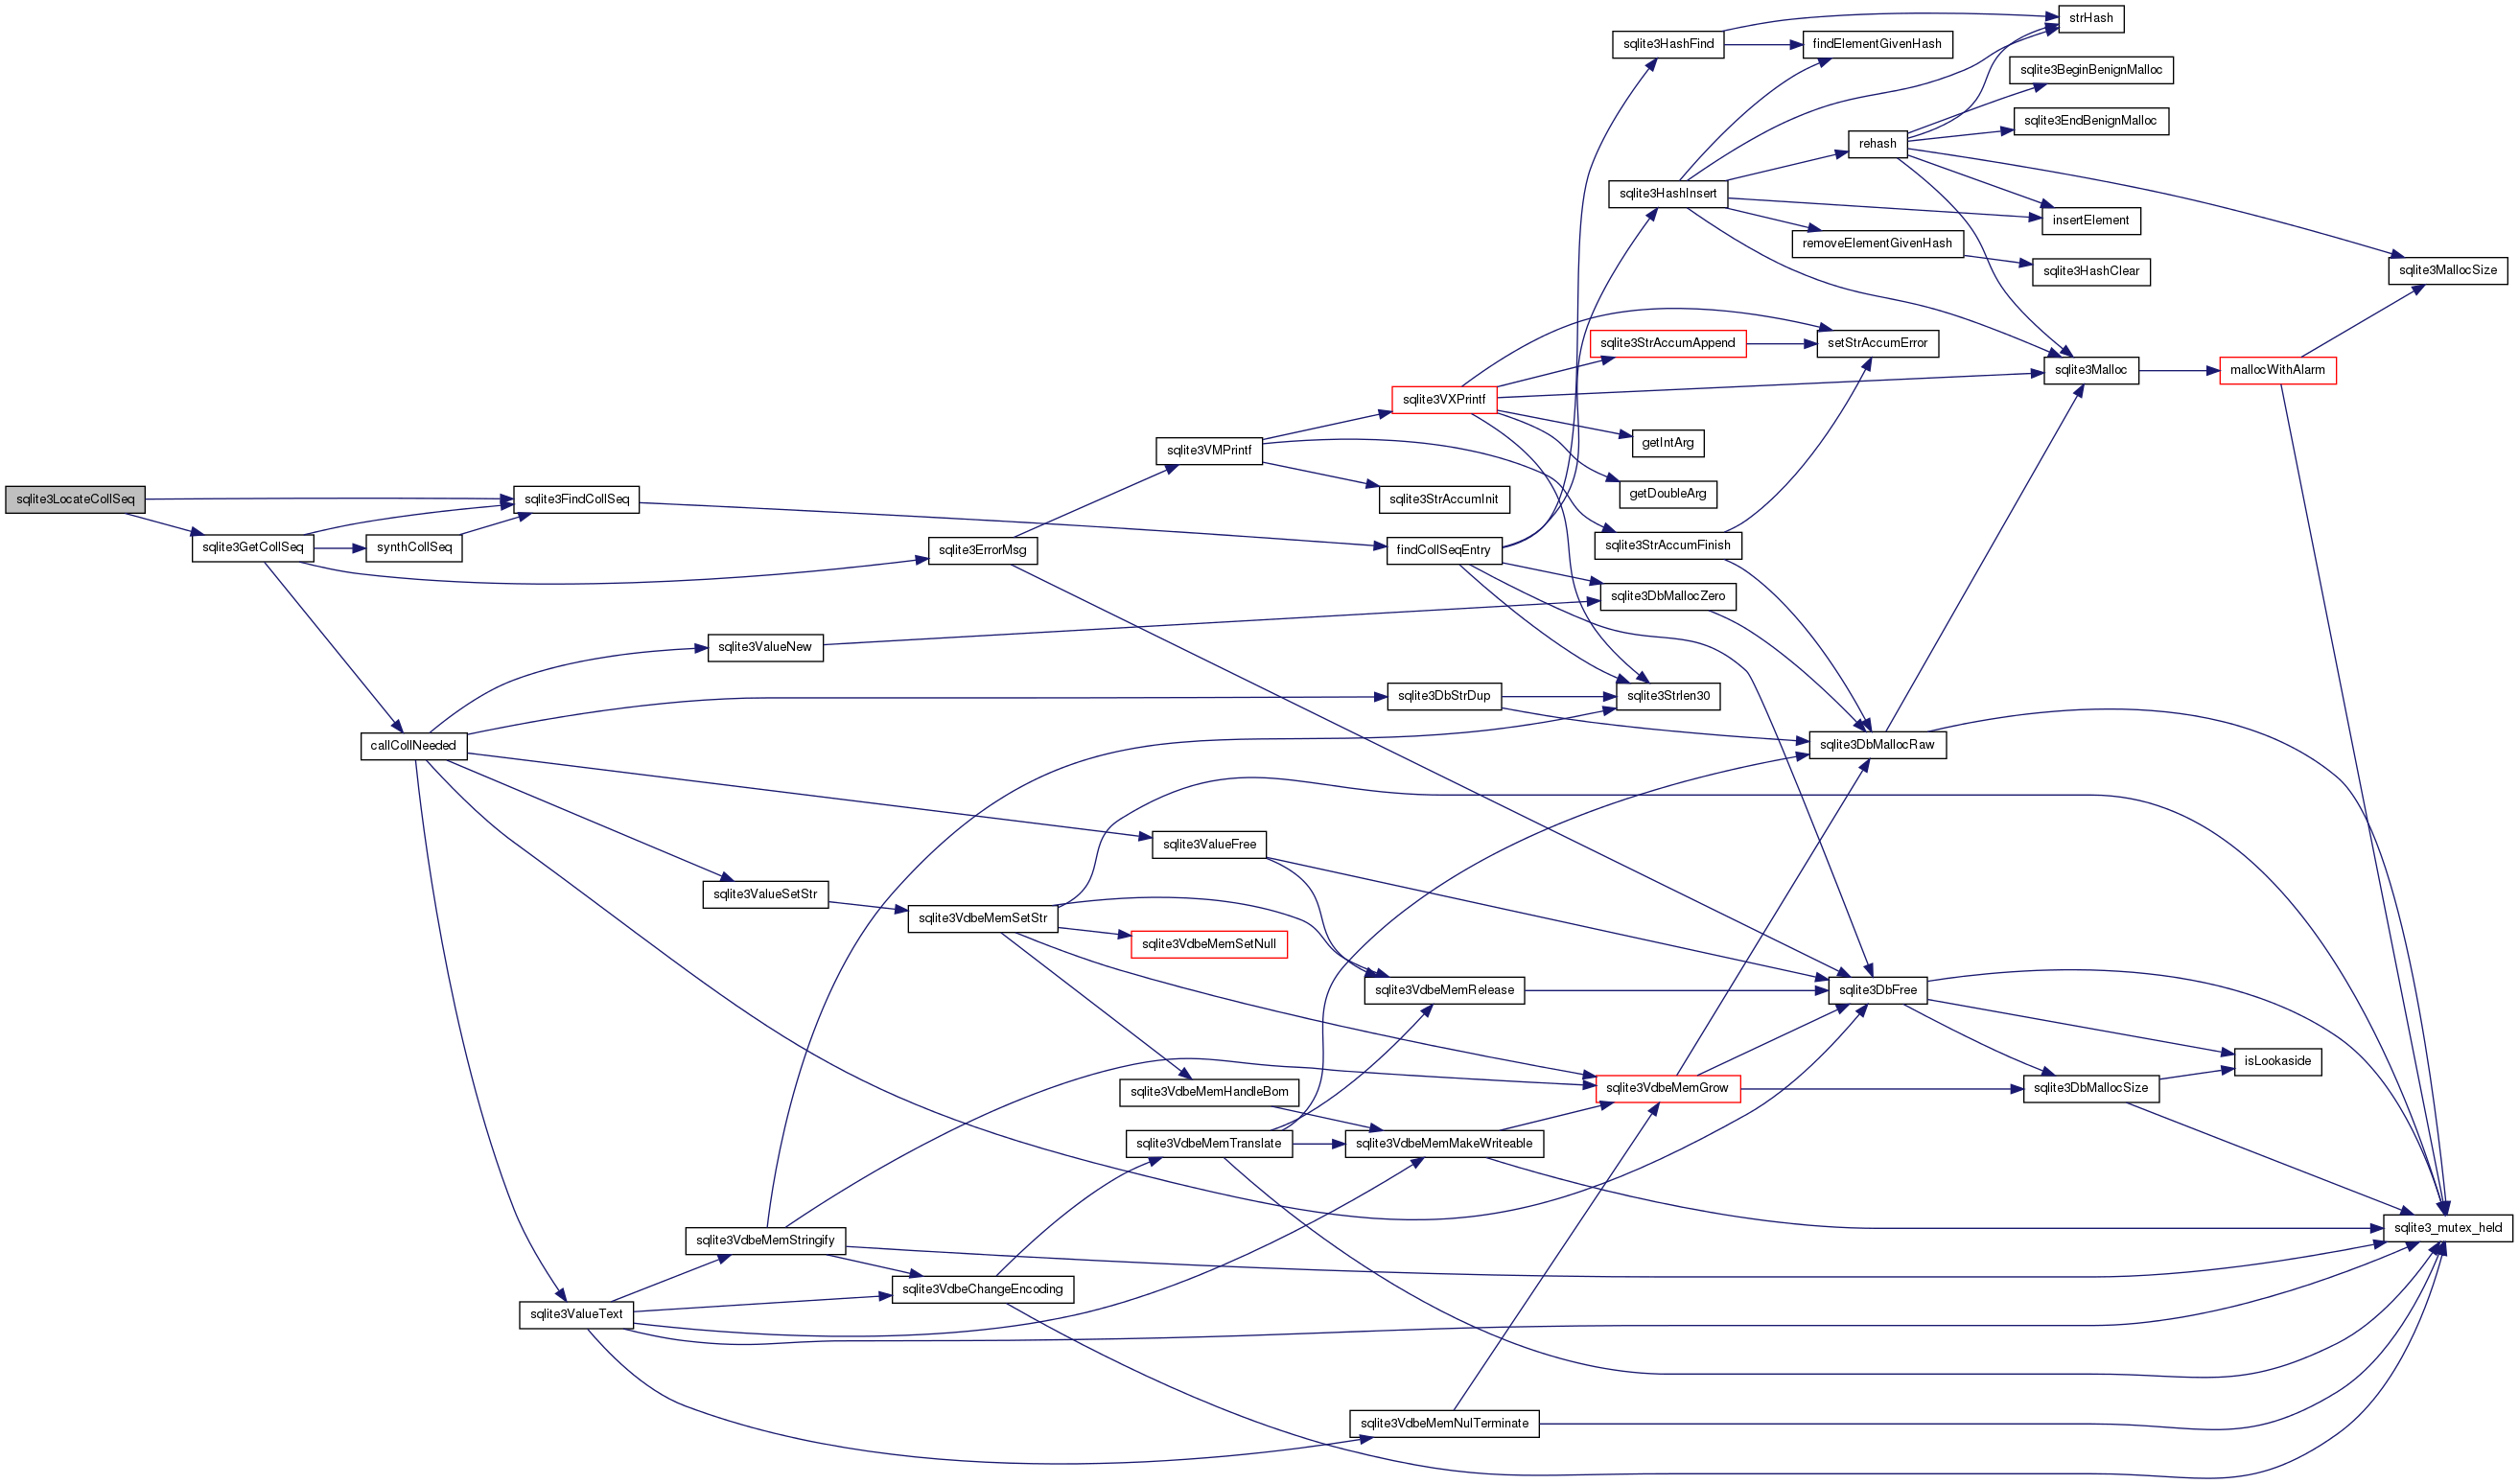 strHash
sqlite3HashFind
findElementGivenHash
sqlite3BeginBenignMalloc
sqlite3EndBenignMalloc
rehash
sqlite3HashInsert
insertElement
removeElementGivenHash
sqlite3HashClear
sqlite3MallocSize
sqlite3StrAccumAppend
setStrAccumError
sqlite3Malloc
mallocWithAlarm
sqlite3VXPrintf
getIntArg
sqlite3VMPrintf
getDoubleArg
sqlite3LocateCollSeq
sqlite3FindCollSeq
sqlite3StrAccumInit
sqlite3GetCollSeq
synthCollSeq
sqlite3ErrorMsg
findCollSeqEntry
sqlite3StrAccumFinish
sqlite3DbMallocZero
sqlite3ValueNew
sqlite3DbStrDup
sqlite3Strlen30
callCollNeeded
sqlite3DbMallocRaw
sqlite3ValueFree
sqlite3ValueSetStr
sqlite3VdbeMemSetStr
sqlite3VdbeMemSetNull
sqlite3VdbeMemRelease
sqlite3DbFree
isLookaside
sqlite3VdbeMemHandleBom
sqlite3VdbeMemGrow
sqlite3DbMallocSize
sqlite3VdbeMemTranslate
sqlite3VdbeMemMakeWriteable
sqlite3_mutex_held
sqlite3VdbeMemStringify
sqlite3VdbeChangeEncoding
sqlite3ValueText
sqlite3VdbeMemNulTerminate